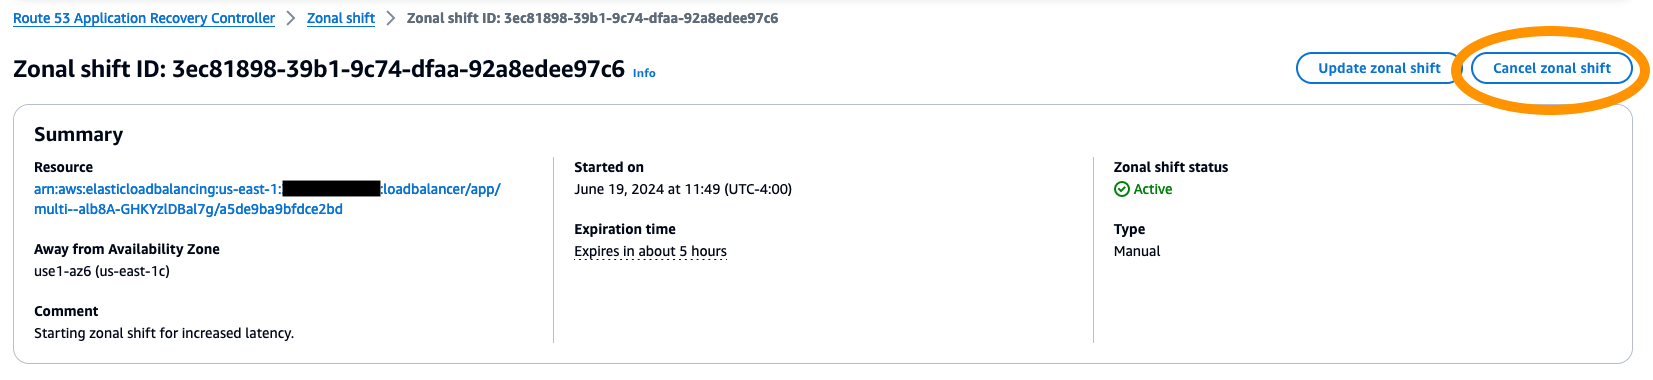 Route 53 Application Recovery Controller > Zonal shift > Zonal shift ID: 3ec81898-39b1-9c74-dfaa-92a8edee97c6
Zonal shift ID: 3ec81898-39b1-9c74-dfaa-92a8edee97c6 Info
Update zonal shift
Cancel zonal shift
Summary
Resource
arn:aws:elasticloadbalancing:us-east-1: :loadbalancer/app/
multi--alb8A-GHKYzlDBal7g/a5de9ba9bfdce2bd
Away from Availability Zone
use1-az6 (us-east-1c)
Comment
Starting zonal shift for increased latency.
Started on
June 19, 2024 at 11:49 (UTC-4:00)
Expiration time
Expires in about 5 hours
Zonal shift status
Active
Type
Manual